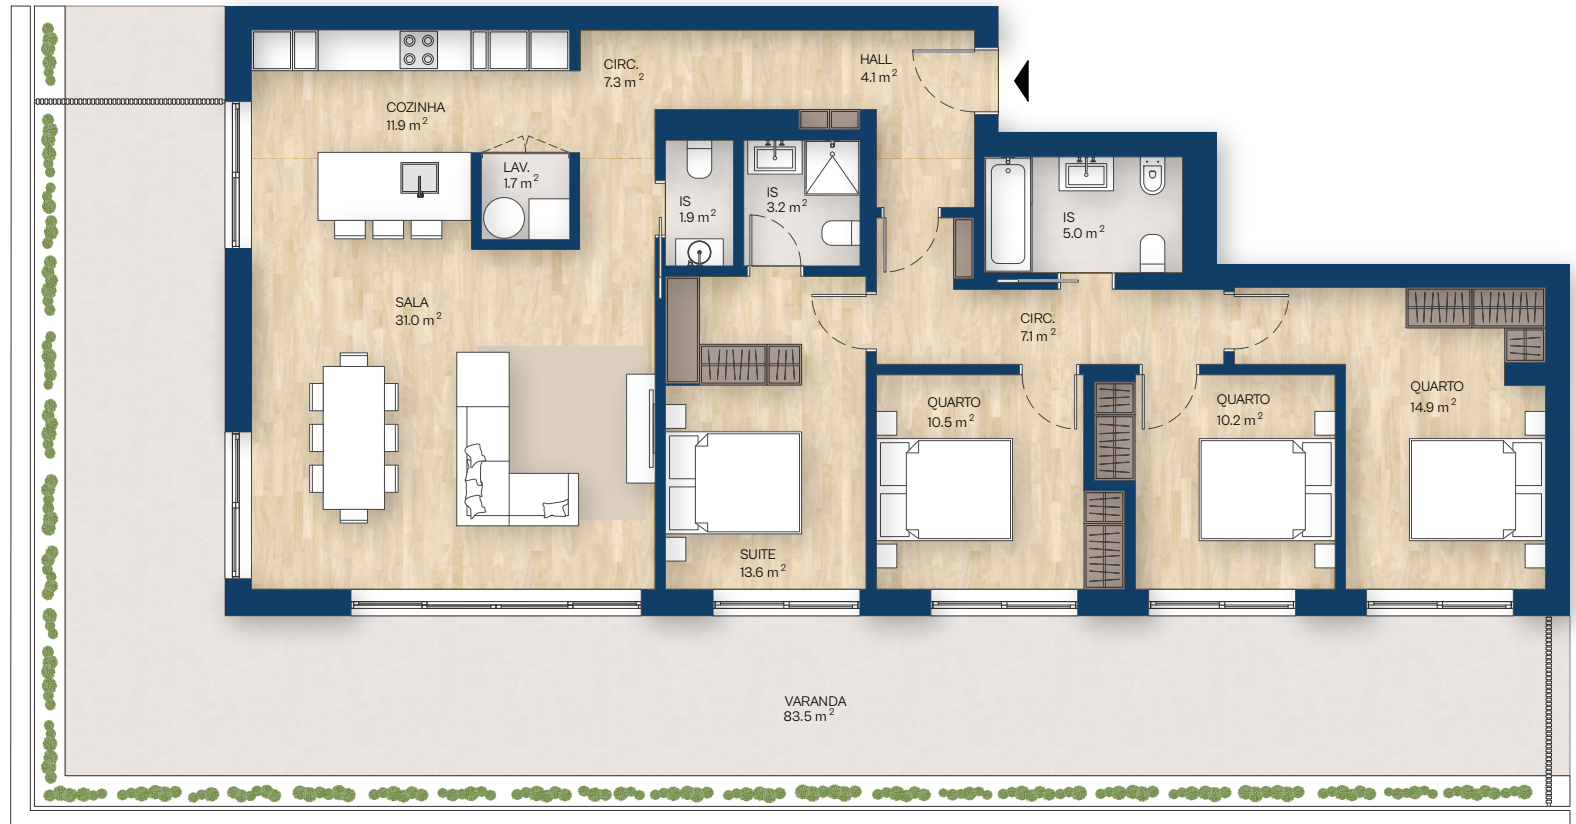 CIRC.
7.3 m²
HALL
4.1 m²
COZINHA
11.9 m²
LAV.
1.7 m²
IS
1.9 m²
IS
3.2 m²
IS
5.0 m²
SALA
31.0 m²
CIRC.
7.1 m²
QUARTO
10.5 m²
QUARTO
10.2 m²
QUARTO
14.9 m²
SUITE
13.6 m²
VARANDA
83.5 m²